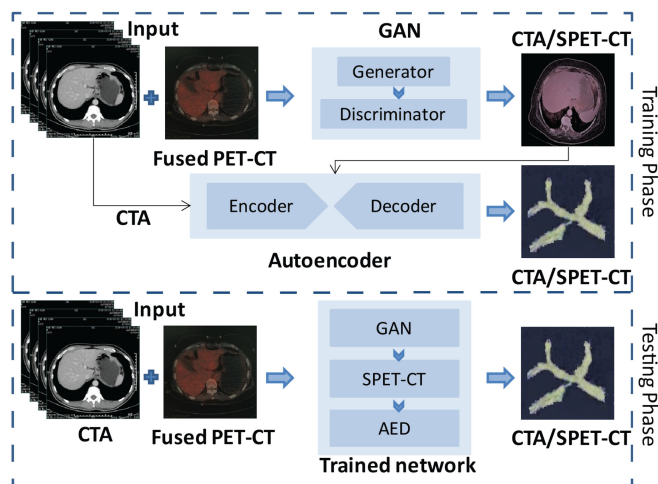 Input
GAN
CTA/SPET-CT
Generator
Discriminator
Fused PET-CT
Training Phase
CTA
Encoder
Decoder
Autoencoder
CTA/SPET-CT
Input
GAN
SPET-CT
AED
CTA
Fused PET-CT
Trained network
CTA/SPET-CT
Testing Phase